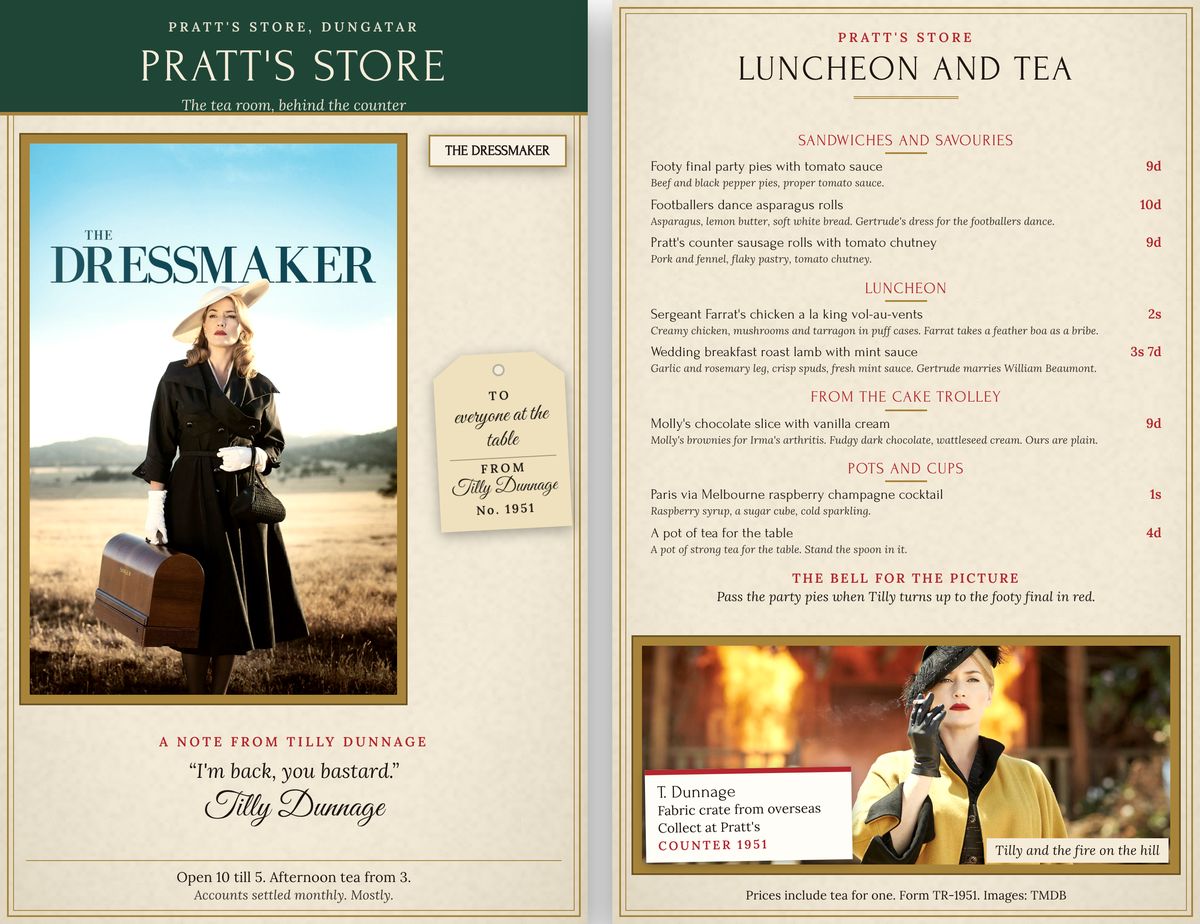 PRATT'S STORE, DUNGATAR
PRATT'S STORE
The tea room, behind the counter
THE DRESSMAKER
THE
DRESSMAKER
TO
everyone at the
table
FROM
Tilly Dunnage
No. 1951
A NOTE FROM TILLY DUNNAGE
“I'm back, you bastard.”
Tilly Dunnage
Open 10 till 5. Afternoon tea from 3.
Accounts settled monthly. Mostly.
PRATT'S STORE
LUNCHEON AND TEA
SANDWICHES AND SAVOURIES
Footy final party pies with tomato sauce 9d
Beef and black pepper pies, proper tomato sauce.
Footballers dance asparagus rolls 10d
Asparagus, lemon butter, soft white bread. Gertrude's dress for the footballers dance.
Pratt's counter sausage rolls with tomato chutney 9d
Pork and fennel, flaky pastry, tomato chutney.
LUNCHEON
Sergeant Farrat's chicken a la king vol-au-vents 2s
Creamy chicken, mushrooms and tarragon in puff cases. Farrat takes a feather boa as a bribe.
Wedding breakfast roast lamb with mint sauce 3s 7d
Garlic and rosemary leg, crisp spuds, fresh mint sauce. Gertrude marries William Beaumont.
FROM THE CAKE TROLLEY
Molly's chocolate slice with vanilla cream 9d
Molly's brownies for Irma's arthritis. Fudgy dark chocolate, wattleseed cream. Ours are plain.
POTS AND CUPS
Paris via Melbourne raspberry champagne cocktail 1s
Raspberry syrup, a sugar cube, cold sparkling.
A pot of tea for the table 4d
A pot of strong tea for the table. Stand the spoon in it.
THE BELL FOR THE PICTURE
Pass the party pies when Tilly turns up to the footy final in red.
T. Dunnage
Fabric crate from overseas
Collect at Pratt's
COUNTER 1951
Tilly and the fire on the hill
Prices include tea for one. Form TR-1951. Images: TMDB